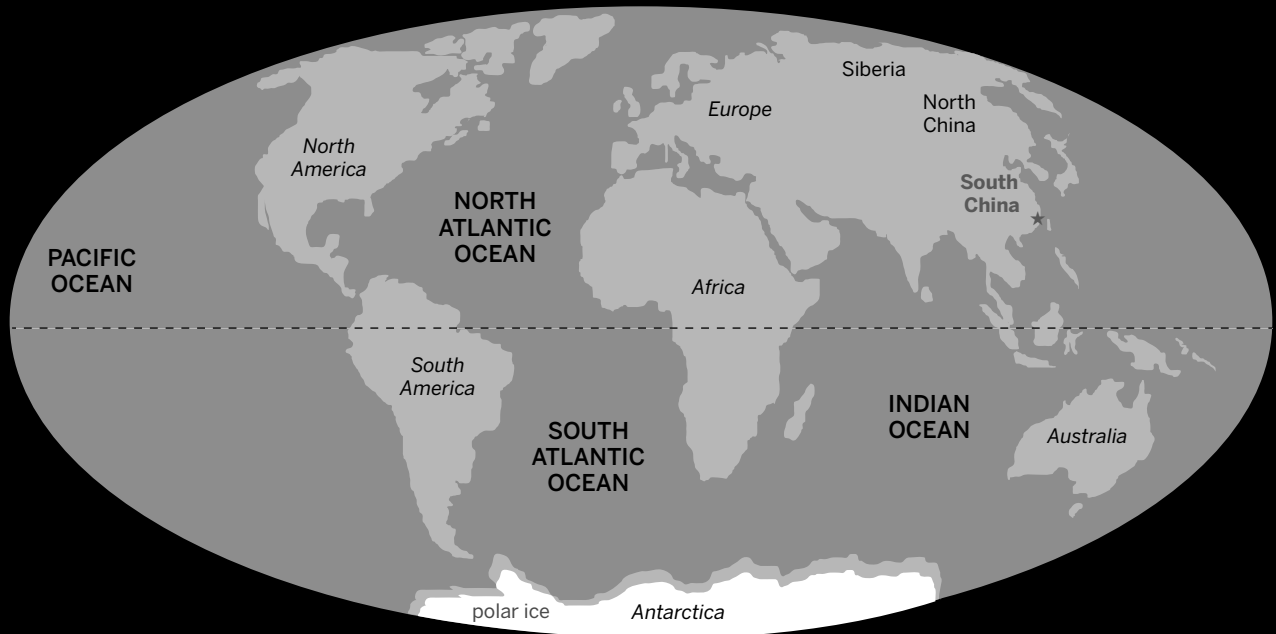 Siberia
Europe
North
China
North
America
South
China
NORTH
ATLANTIC
OCEAN
PACIFIC
OCEAN
Africa
South
America
INDIAN
OCEAN
SOUTH
ATLANTIC
OCEAN
Australia
polar ice
Antarctica